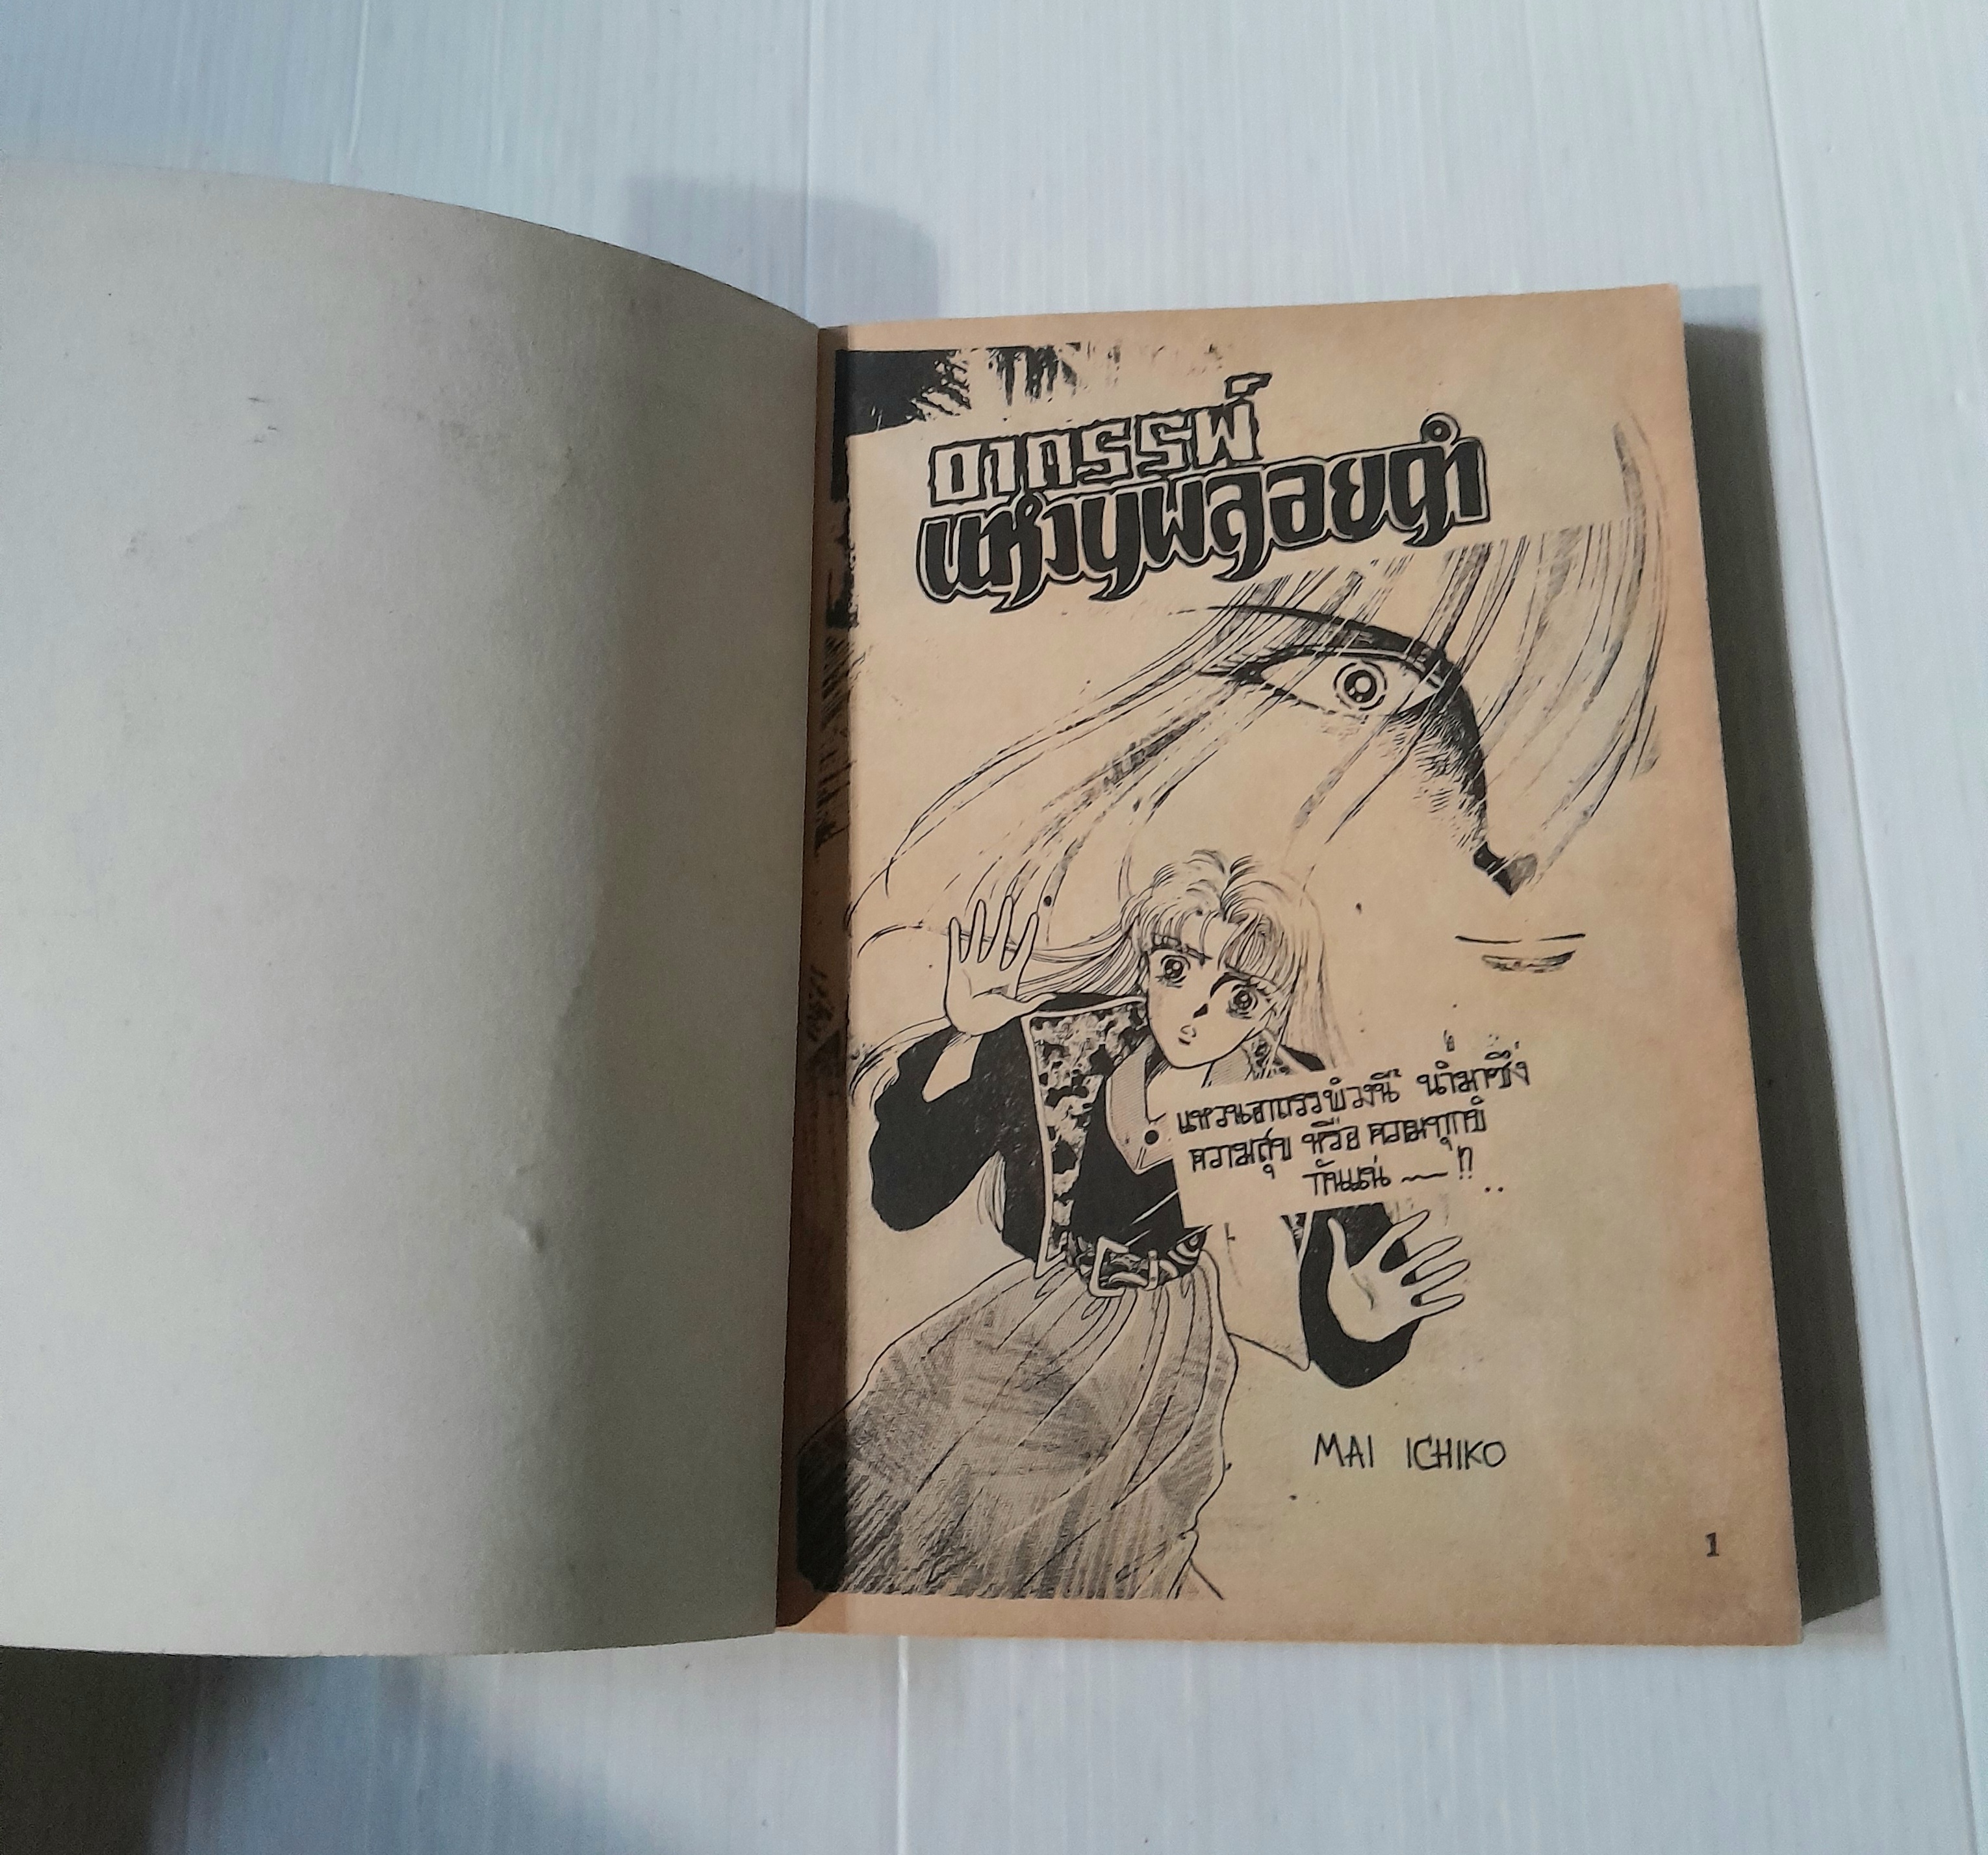 อาถรรพ์
แหวนพลอยดำ
แหวนอาถรรพ์วงนี้ นำมาซึ่ง
ความสุข หรือ ความทุกข์
กันแน่ ~ !!
MAI ICHIKO
1